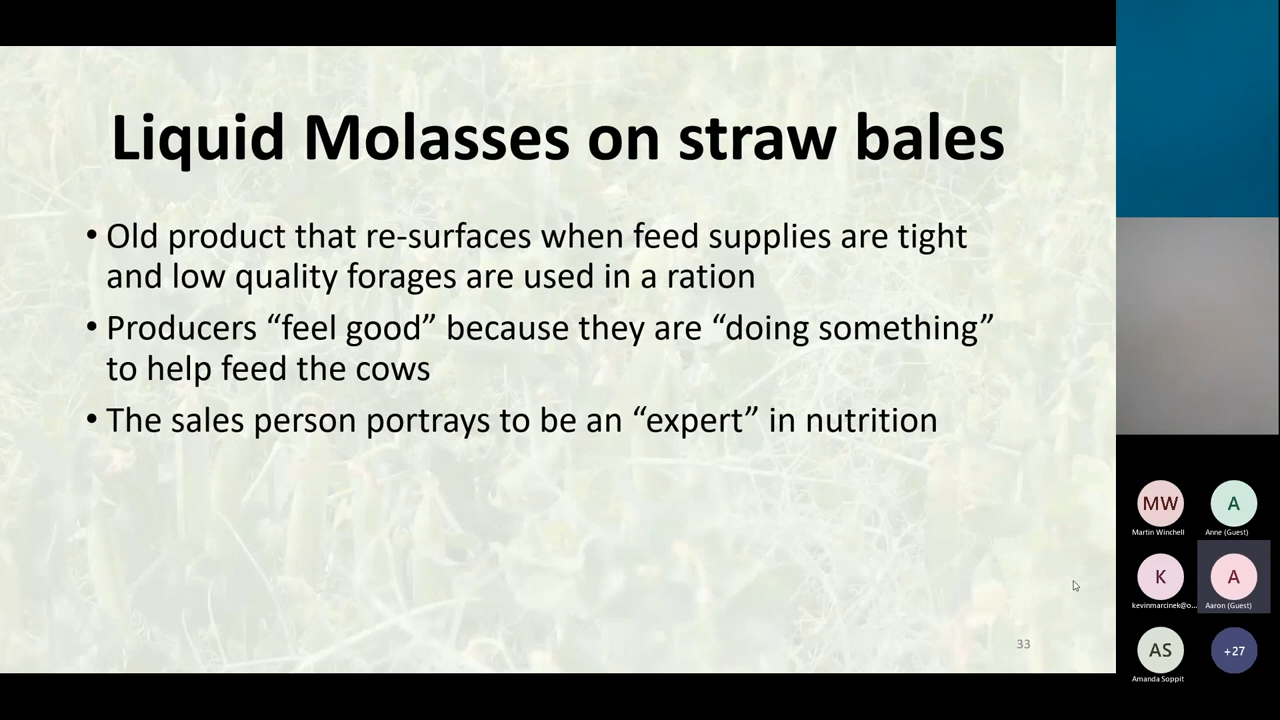 Liquid Molasses on straw bales
• Old product that re-surfaces when feed supplies are tight
and low quality forages are used in a ration
• Producers “feel good” because they are “doing something”
to help feed the cows
• The sales person portrays to be an “expert” in nutrition
33
MW
Martin Winchell
A
Anne (Guest)
K
kevinmarcinek@o...
A
Aaron (Guest)
AS
Amanda Soppit
+27